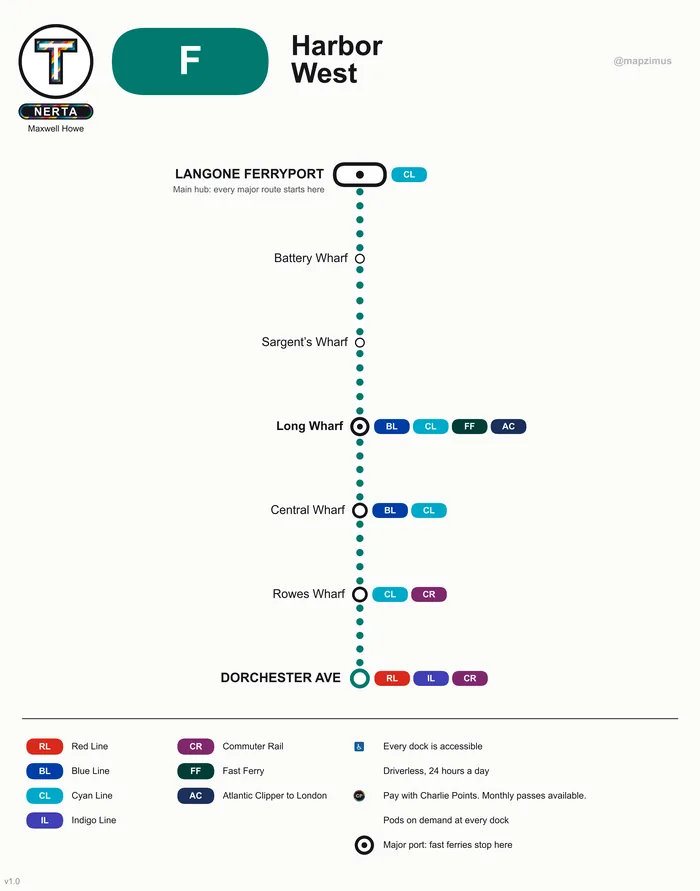 T
NERTA
Maxwell Howe
F
Harbor
West
@mapzimus
LANGONE FERRYPORT
CL
Main hub: every major route starts here
Battery Wharf
Sargent's Wharf
Long Wharf
BL
CL
FF
AC
Central Wharf
BL
CL
Rowes Wharf
CL
CR
DORCHESTER AVE
RL
IL
CR
RL
Red Line
BL
Blue Line
CL
Cyan Line
IL
Indigo Line
CR
Commuter Rail
FF
Fast Ferry
AC
Atlantic Clipper to London
Every dock is accessible
Driverless, 24 hours a day
CP
Pay with Charlie Points. Monthly passes available.
Pods on demand at every dock
Major port: fast ferries stop here
v1.0